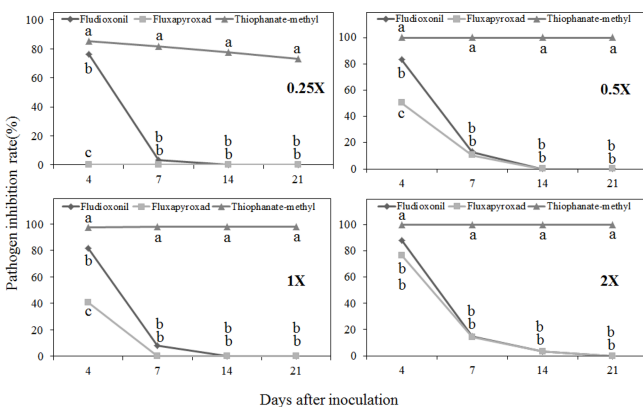 Pathogen inhibition rate(%)
Fludioxonil Fluxapyroxad Thiophanate-methyl
100
80
60
40
20
0
a
a
a
a
b
c
b
b
b
b
b
b
0.25X
4 7 14 21
Fludioxonil Fluxapyroxad Thiophanate-methyl
100
80
60
40
20
0
a
a
a
a
b
c
b
b
b
b
b
b
0.5X
4 7 14 21
Fludioxonil Fluxapyroxad Thiophanate-methyl
120
100
80
60
40
20
0
a
a
a
a
b
c
b
b
b
b
b
b
1X
4 7 14 21
Fludioxonil Fluxapyroxad Thiophanate-methyl
120
100
80
60
40
20
0
a
a
a
a
b
b
b
b
b
b
b
b
2X
4 7 14 21
Days after inoculation